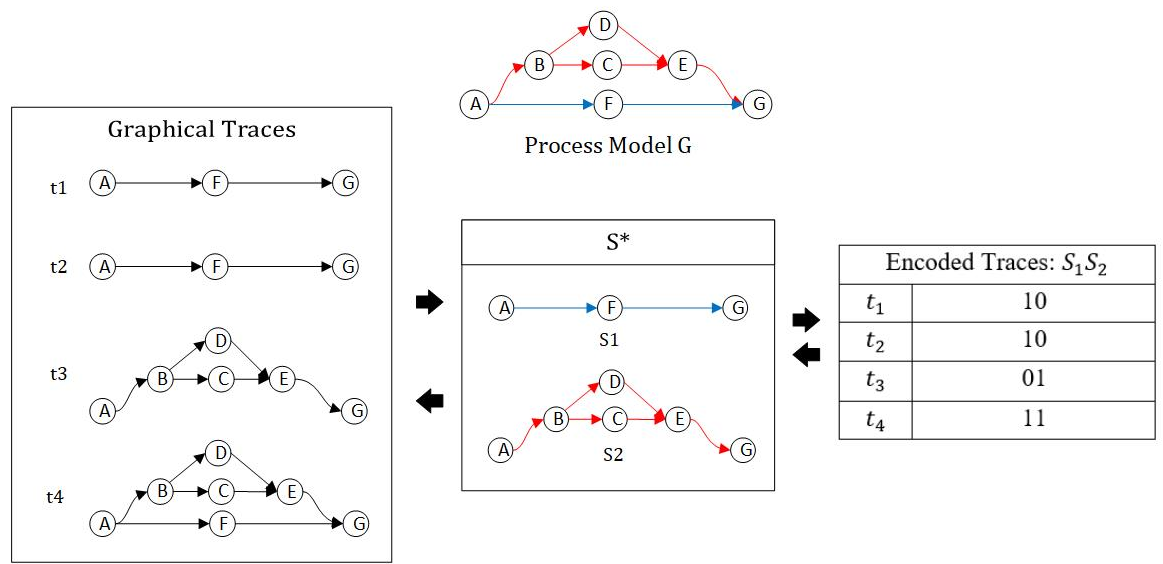 D
B C E
A F G
Process Model G
Graphical Traces
t1 A F G
t2 A F G
D
t3 B C E
A G
D
t4 B C E
A F G
S*
A F G
S1
D
B C E
A G
S2
Encoded Traces: S₁S₂
t₁ 10
t₂ 10
t₃ 01
t₄ 11